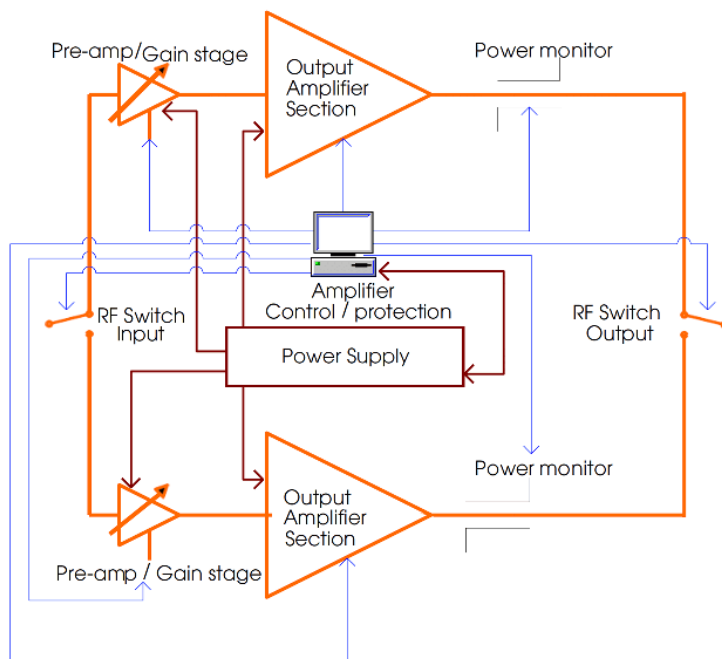 Pre-amp/Gain stage
Power monitor
Output
Amplifier
Section
RF Switch
Input
Amplifier
Control / protection
RF Switch
Output
Power Supply
Power monitor
Output
Amplifier
Section
Pre-amp / Gain stage